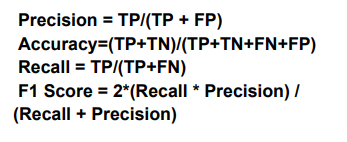 Precision = TP/(TP + FP)
Accuracy=(TP+TN)/(TP+TN+FN+FP)
Recall = TP/(TP+FN)
F1 Score = 2*(Recall * Precision) /
(Recall + Precision)